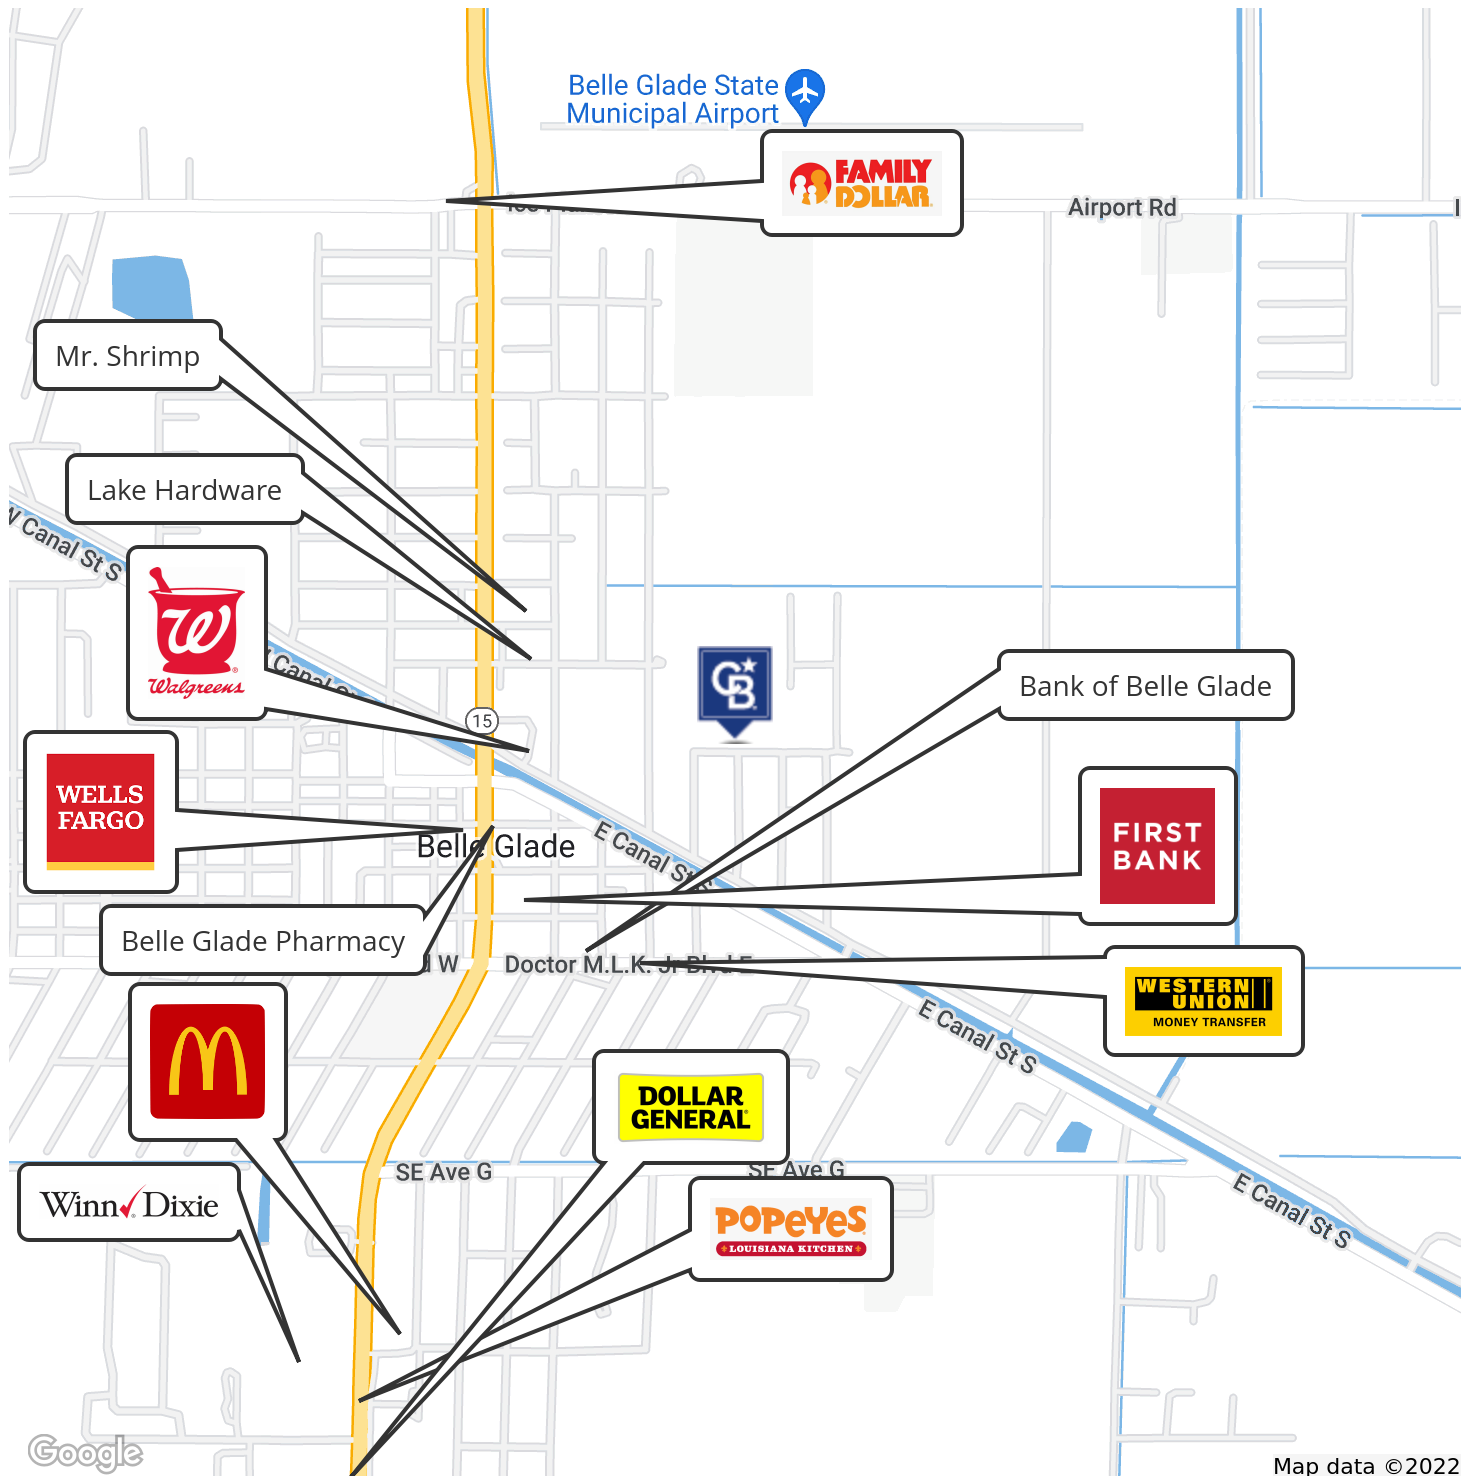 Belle Glade State
Municipal Airport
FAMILY
DOLLAR
Airport Rd
Mr. Shrimp
Lake Hardware
W Canal St S
W
Walgreens
Canal St
Bank of Belle Glade
CB
15
WELLS
FARGO
FIRST
BANK
Belle Glade
E Canal St S
Belle Glade Pharmacy
W
Doctor M.L.K. Jr Blvd E
WESTERN
UNION
MONEY TRANSFER
E Canal St S
DOLLAR
GENERAL
SE Ave G
SE Ave G
Winn Dixie
POPEYES
LOUISIANA KITCHEN
E Canal St S
Google
Map data ©2022